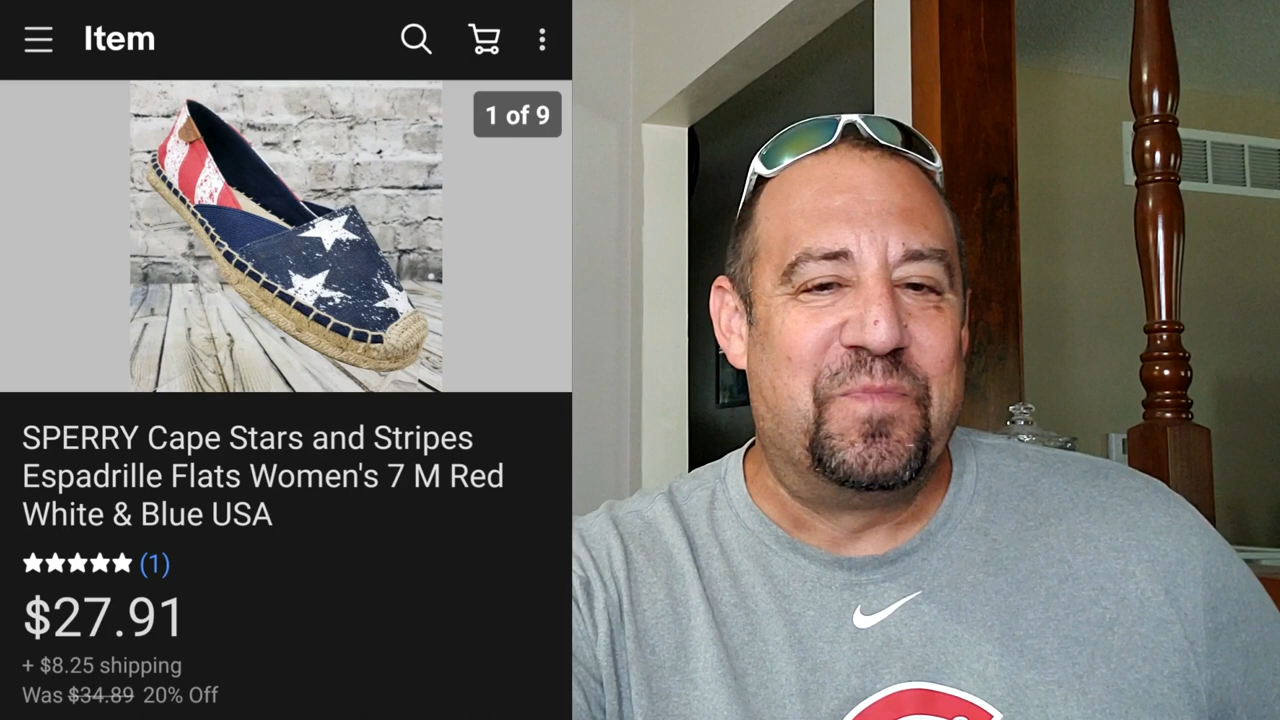 Item
1 of 9
SPERRY Cape Stars and Stripes
Espadrille Flats Women's 7 M Red
White & Blue USA
(1)
$27.91
+ $8.25 shipping
Was $34.89 20% Off